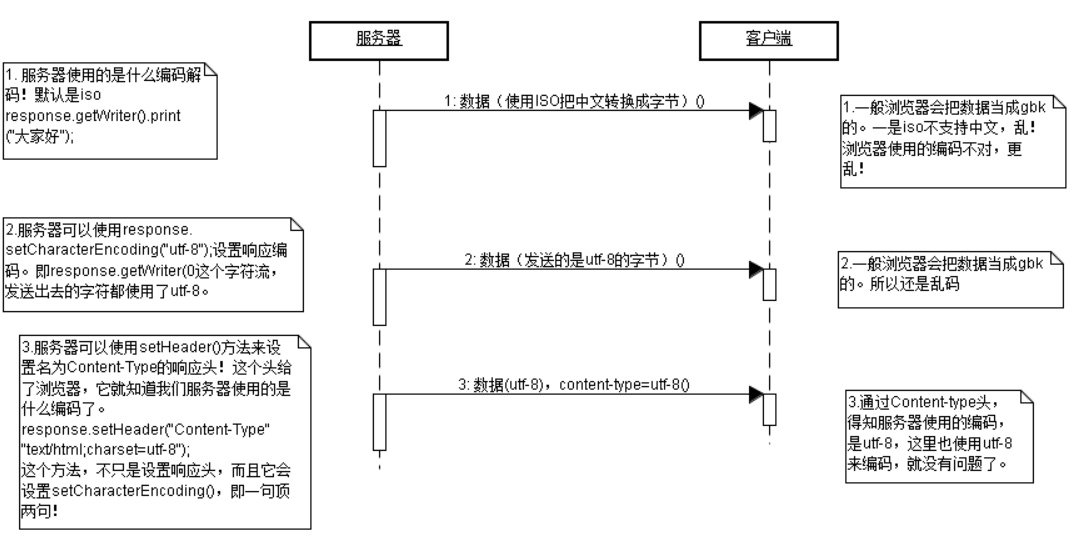 服务器
客户端
1. 服务器使用的是什么编码解
码！默认是iso
response.getWriter().print
("大家好");
1: 数据（使用ISO把中文转换成字节）()
1.一般浏览器会把数据当成gbk
的。一是iso不支持中文，乱！
浏览器使用的编码不对，更
乱！
2.服务器可以使用response.
setCharacterEncoding("utf-8");设置响应编
码。即response.getWriter(0这个字符流，
发送出去的字符都使用了utf-8。
2: 数据（发送的是utf-8的字节）()
2.一般浏览器会把数据当成gbk
的。所以还是乱码
3.服务器可以使用setHeader()方法来设
置名为Content-Type的响应头！这个头给
了浏览器，它就知道我们服务器使用的是
什么编码了。
response.setHeader("Content-Type"
"text/html;charset=utf-8");
这个方法，不只是设置响应头，而且它会
设置setCharacterEncoding()，即一句顶
两句！
3: 数据(utf-8)，content-type=utf-8()
3.通过Content-type头，
得知服务器使用的编码，
是utf-8，这里也使用utf-8
来编码，就没有问题了。